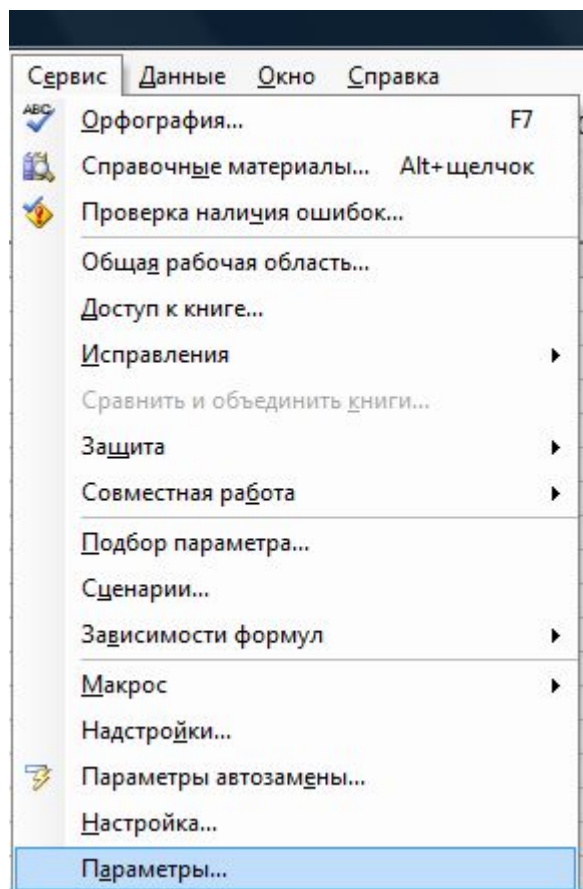 Сервис Данные Окно Справка
ABC
Орфография... F7
Справочные материалы... Alt+щелчок
Проверка наличия ошибок...
Общая рабочая область...
Доступ к книге...
Исправления
Сравнить и объединить книги...
Защита
Совместная работа
Подбор параметра...
Сценарии...
Зависимости формул
Макрос
Надстройки...
Параметры автозамены...
Настройка...
Параметры...